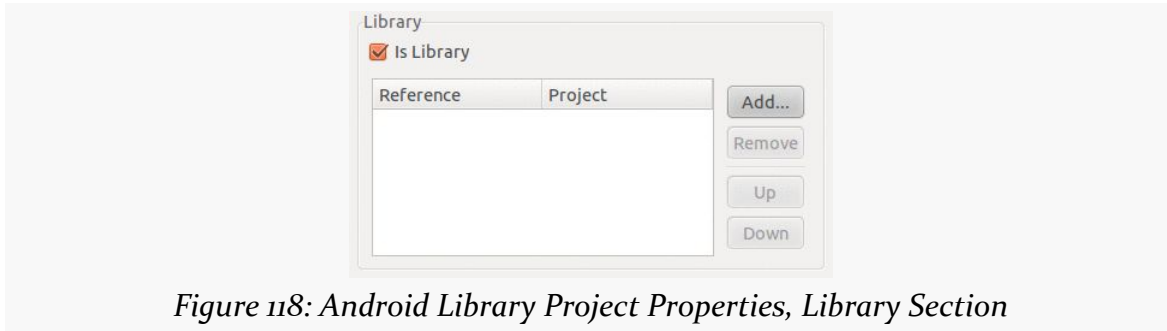 Library
Is Library
Reference Project
Add...
Remove
Up
Down
Figure 118: Android Library Project Properties, Library Section